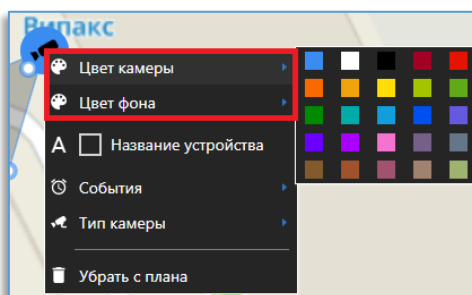 Випакс
Цвет камеры
Цвет фона
A Название устройства
События
Тип камеры
Убрать с плана